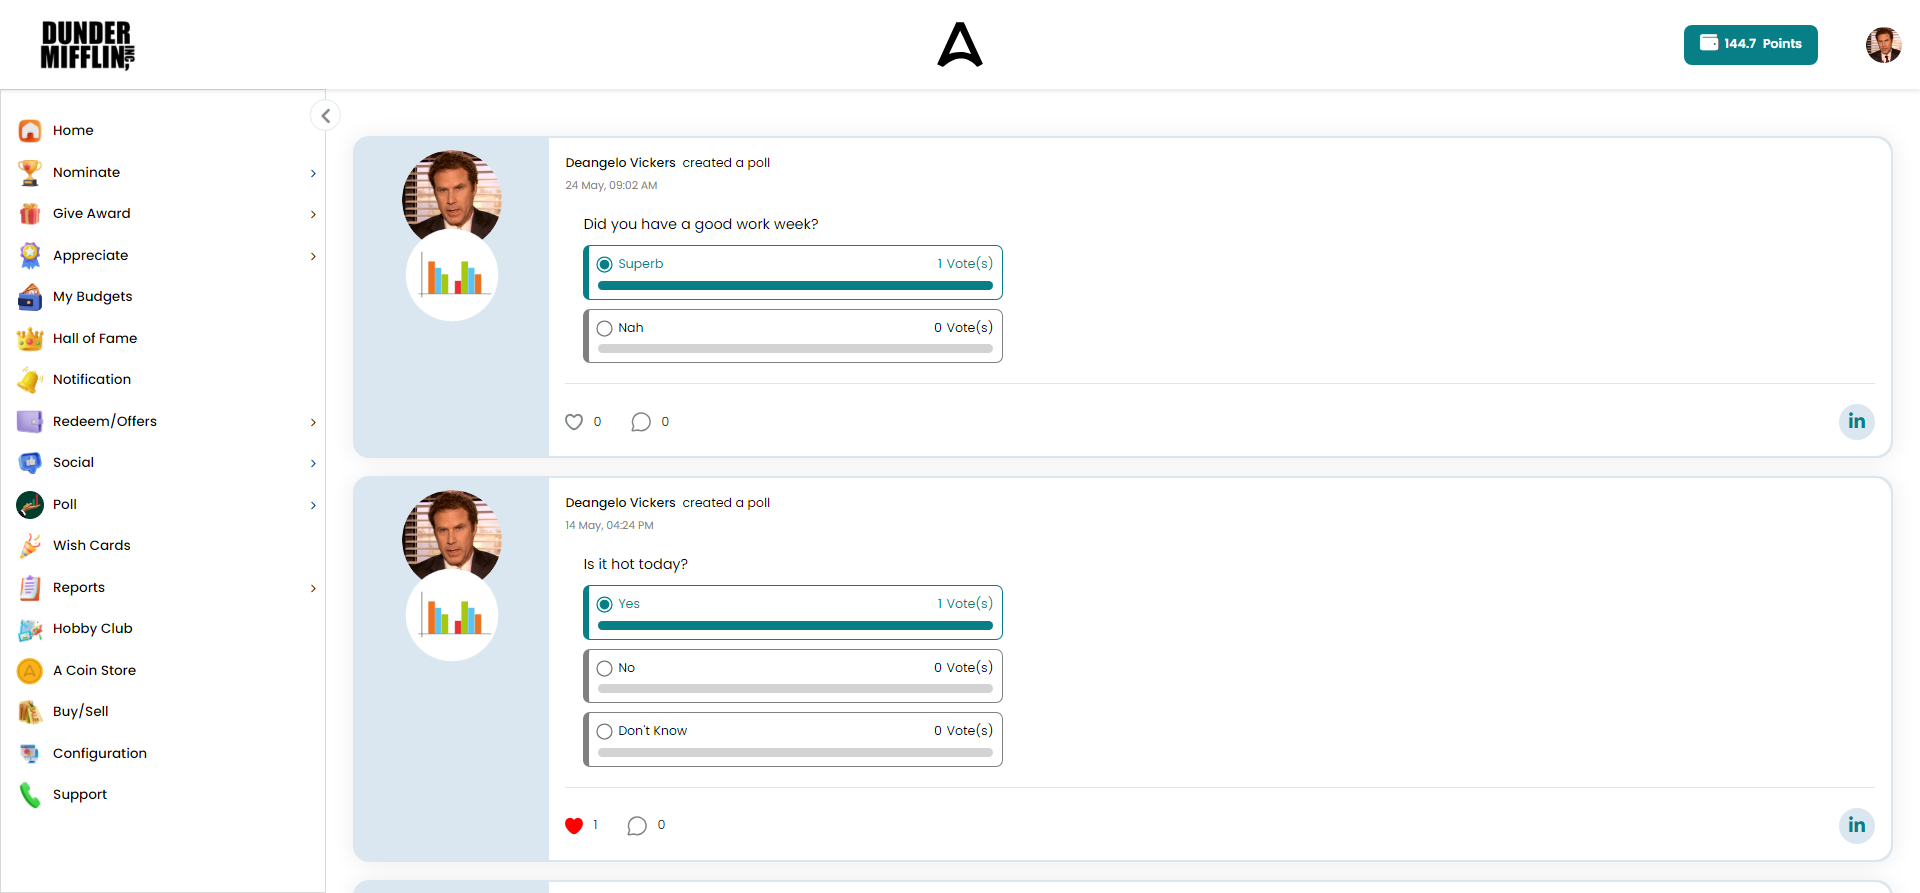 DUNDER
MIFFLIN, INC
144.7 Points
Home
Nominate
Give Award
Appreciate
My Budgets
Hall of Fame
Notification
Redeem/Offers
Social
Poll
Wish Cards
Reports
Hobby Club
A Coin Store
Buy/Sell
Configuration
Support
Deangelo Vickers created a poll
24 May, 09:02 AM
Did you have a good work week?
Superb 1 Vote(s)
Nah 0 Vote(s)
0 0
in
Deangelo Vickers created a poll
14 May, 04:24 PM
Is it hot today?
Yes 1 Vote(s)
No 0 Vote(s)
Don't Know 0 Vote(s)
1 0
in